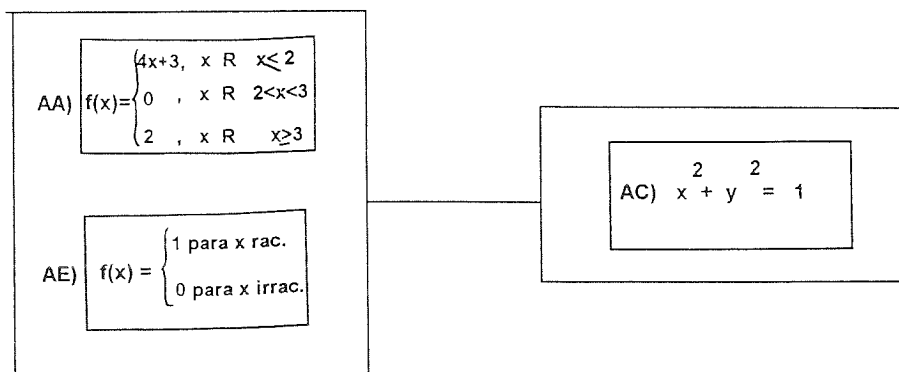 4x+3, x R x≤2
AA) f(x)= 0 , x R 2<x<3
2 , x R x≥3
1 para x rac.
AE) f(x) =
0 para x irrac.
AC) x² + y² = 1